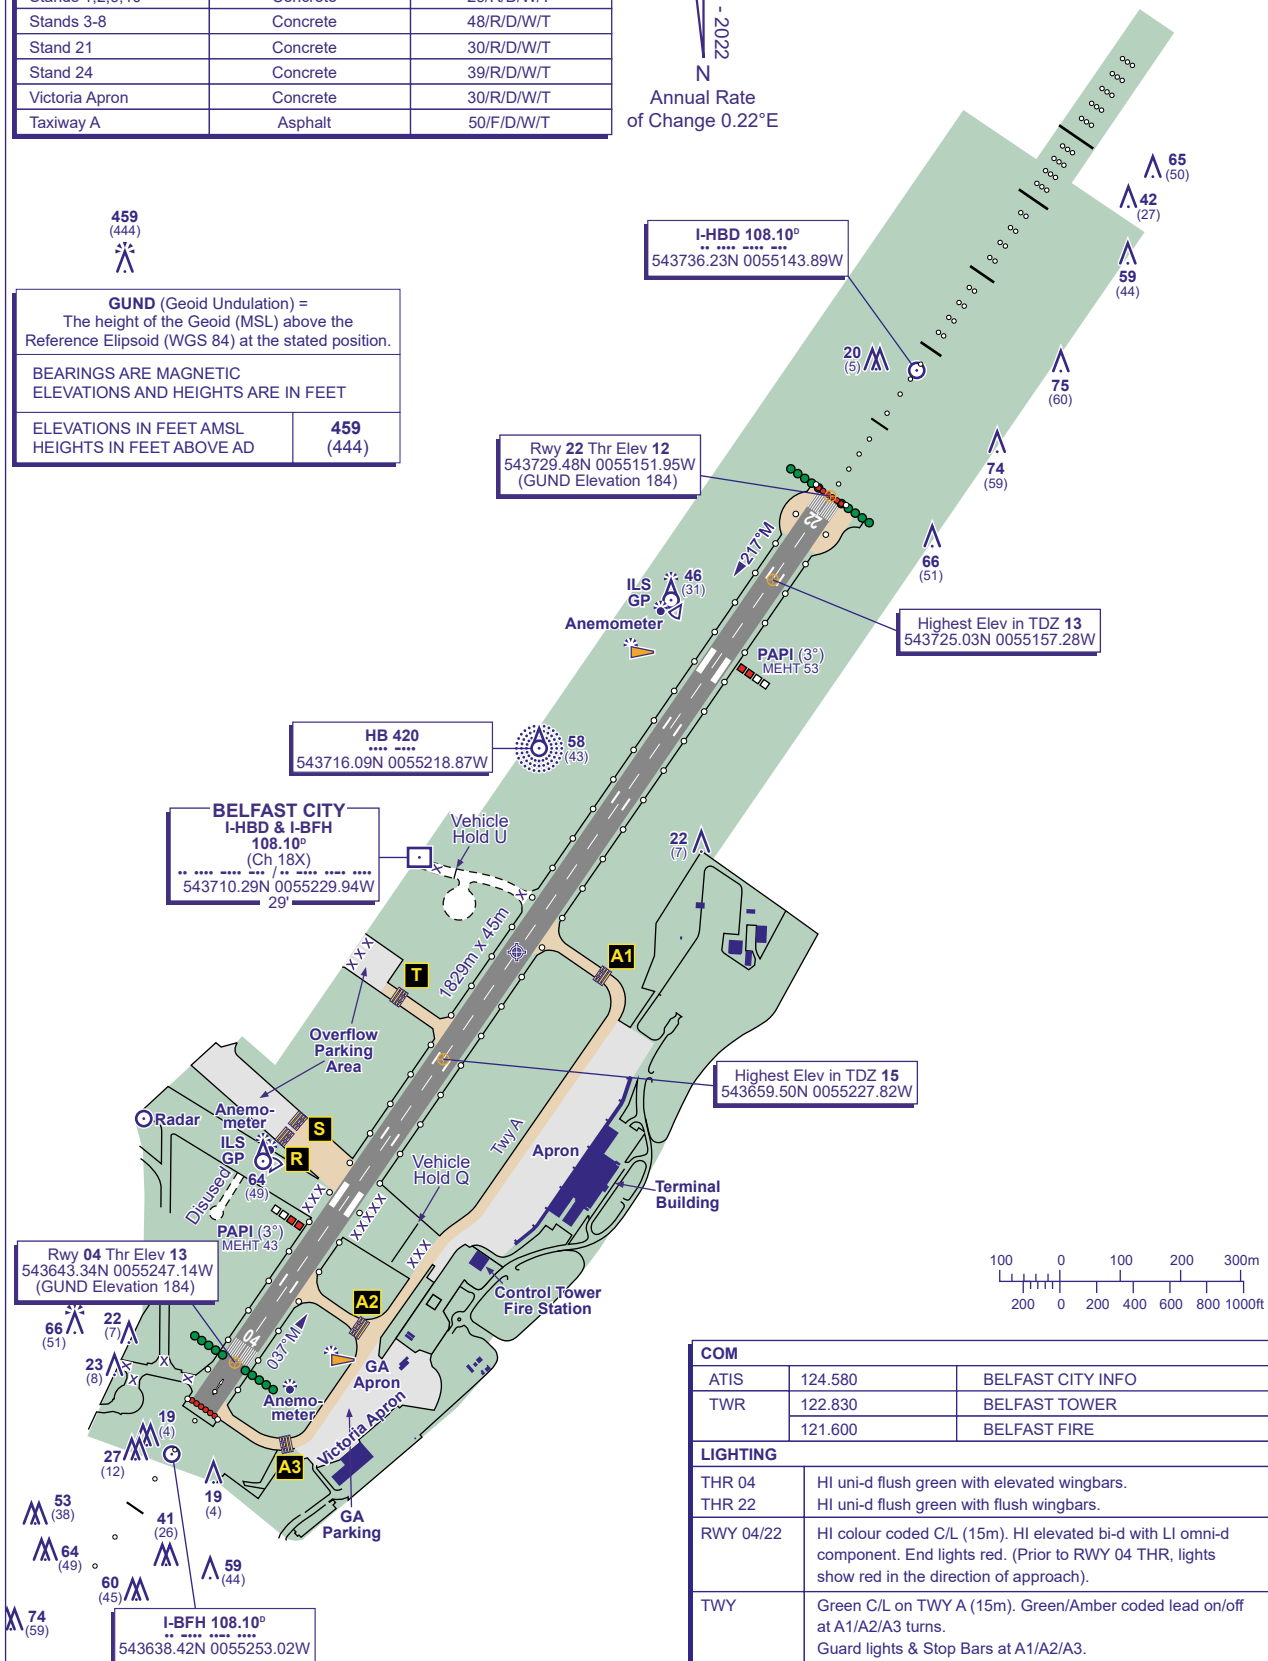 Stands 3-8 Concrete 48/R/D/W/T
Stand 21 Concrete 30/R/D/W/T
Stand 24 Concrete 39/R/D/W/T
Victoria Apron Concrete 30/R/D/W/T
Taxiway A Asphalt 50/F/D/W/T
- 2022
N
Annual Rate
of Change 0.22°E
65
(50)
42
(27)
59
(44)
459
(444)
I-HBD 108.10ᴰ
543736.23N 0055143.89W
GUND (Geoid Undulation) =
The height of the Geoid (MSL) above the
Reference Elipsoid (WGS 84) at the stated position.
BEARINGS ARE MAGNETIC
ELEVATIONS AND HEIGHTS ARE IN FEET
ELEVATIONS IN FEET AMSL
HEIGHTS IN FEET ABOVE AD
459
(444)
20
(5)
75
(60)
74
(59)
66
(51)
Rwy 22 Thr Elev 12
543729.48N 0055151.95W
(GUND Elevation 184)
22
217°M
ILS
GP
46
(31)
Anemometer
Highest Elev in TDZ 13
543725.03N 0055157.28W
PAPI (3°)
MEHT 53
HB 420
543716.09N 0055218.87W
58
(43)
BELFAST CITY
I-HBD & I-BFH
108.10ᴰ
(Ch 18X)
543710.29N 0055229.94W
29'
Vehicle
Hold U
X
X
22
(7)
1829m x 45m
XXX
T
A1
Overflow
Parking
Area
Highest Elev in TDZ 15
543659.50N 0055227.82W
Radar
Anemo-
meter
ILS
GP
S
R
64
(49)
Disused
XXX
XXXXX
Twy A
Apron
Vehicle
Hold Q
XXX
Terminal
Building
PAPI (3°)
MEHT 43
Rwy 04 Thr Elev 13
543643.34N 0055247.14W
(GUND Elevation 184)
Control Tower
Fire Station
100 0 100 200 300m
200 0 200 400 600 800 1000ft
A2
04
037°M
66
(51)
22
(7)
23
(8)
X
X
X
X
GA
Apron
Anemo-
meter
Victoria Apron
A3
GA
Parking
19
(4)
27
(12)
19
(4)
53
(38)
41
(26)
64
(49)
59
(44)
60
(45)
74
(59)
I-BFH 108.10ᴰ
543638.42N 0055253.02W
COM
ATIS 124.580 BELFAST CITY INFO
TWR 122.830 BELFAST TOWER
121.600 BELFAST FIRE
LIGHTING
THR 04 HI uni-d flush green with elevated wingbars.
THR 22 HI uni-d flush green with flush wingbars.
RWY 04/22 HI colour coded C/L (15m). HI elevated bi-d with LI omni-d
component. End lights red. (Prior to RWY 04 THR, lights
show red in the direction of approach).
TWY Green C/L on TWY A (15m). Green/Amber coded lead on/off
at A1/A2/A3 turns.
Guard lights & Stop Bars at A1/A2/A3.